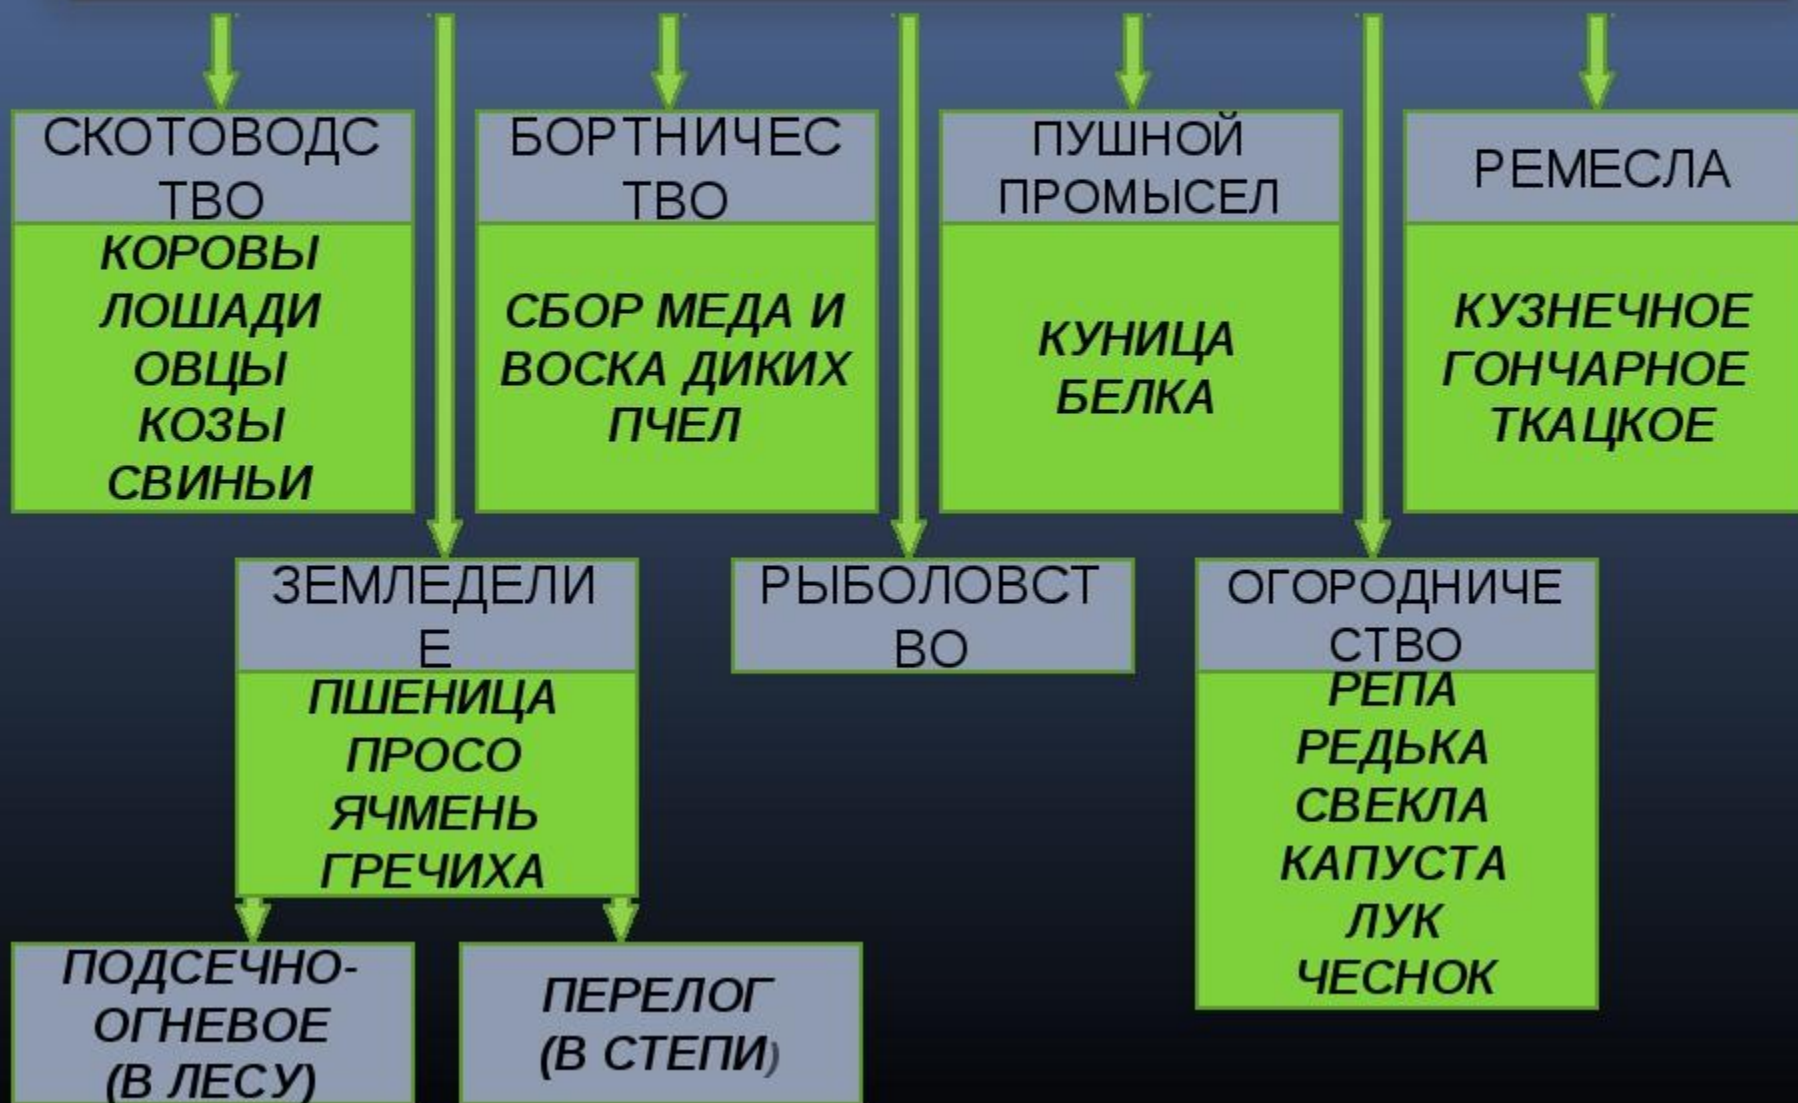 СКОТОВОДС
ТВО
КОРОВЫ
ЛОШАДИ
ОВЦЫ
КОЗЫ
СВИНЬИ
БОРТНИЧЕС
ТВО
СБОР МЕДА И
ВОСКА ДИКИХ
ПЧЕЛ
ПУШНОЙ
ПРОМЫСЕЛ
КУНИЦА
БЕЛКА
РЕМЕСЛА
КУЗНЕЧНОЕ
ГОНЧАРНОЕ
ТКАЦКОЕ
ЗЕМЛЕДЕЛИ
Е
ПШЕНИЦА
ПРОСО
ЯЧМЕНЬ
ГРЕЧИХА
РЫБОЛОВСТ
ВО
ОГОРОДНИЧЕ
СТВО
РЕПА
РЕДЬКА
СВЕКЛА
КАПУСТА
ЛУК
ЧЕСНОК
ПОДСЕЧНО-
ОГНЕВОЕ
(В ЛЕСУ)
ПЕРЕЛОГ
(В СТЕПИ)